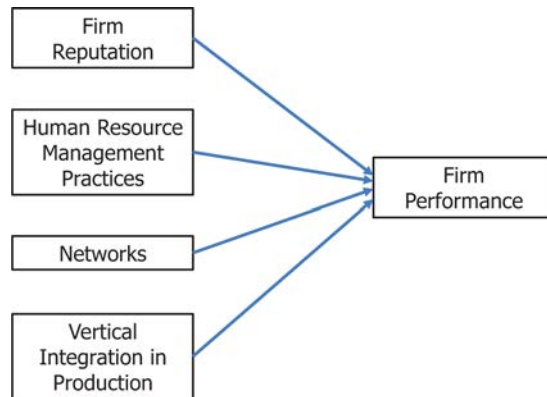 Firm
Reputation
Human Resource
Management
Practices
Firm
Performance
Networks
Vertical
Integration in
Production